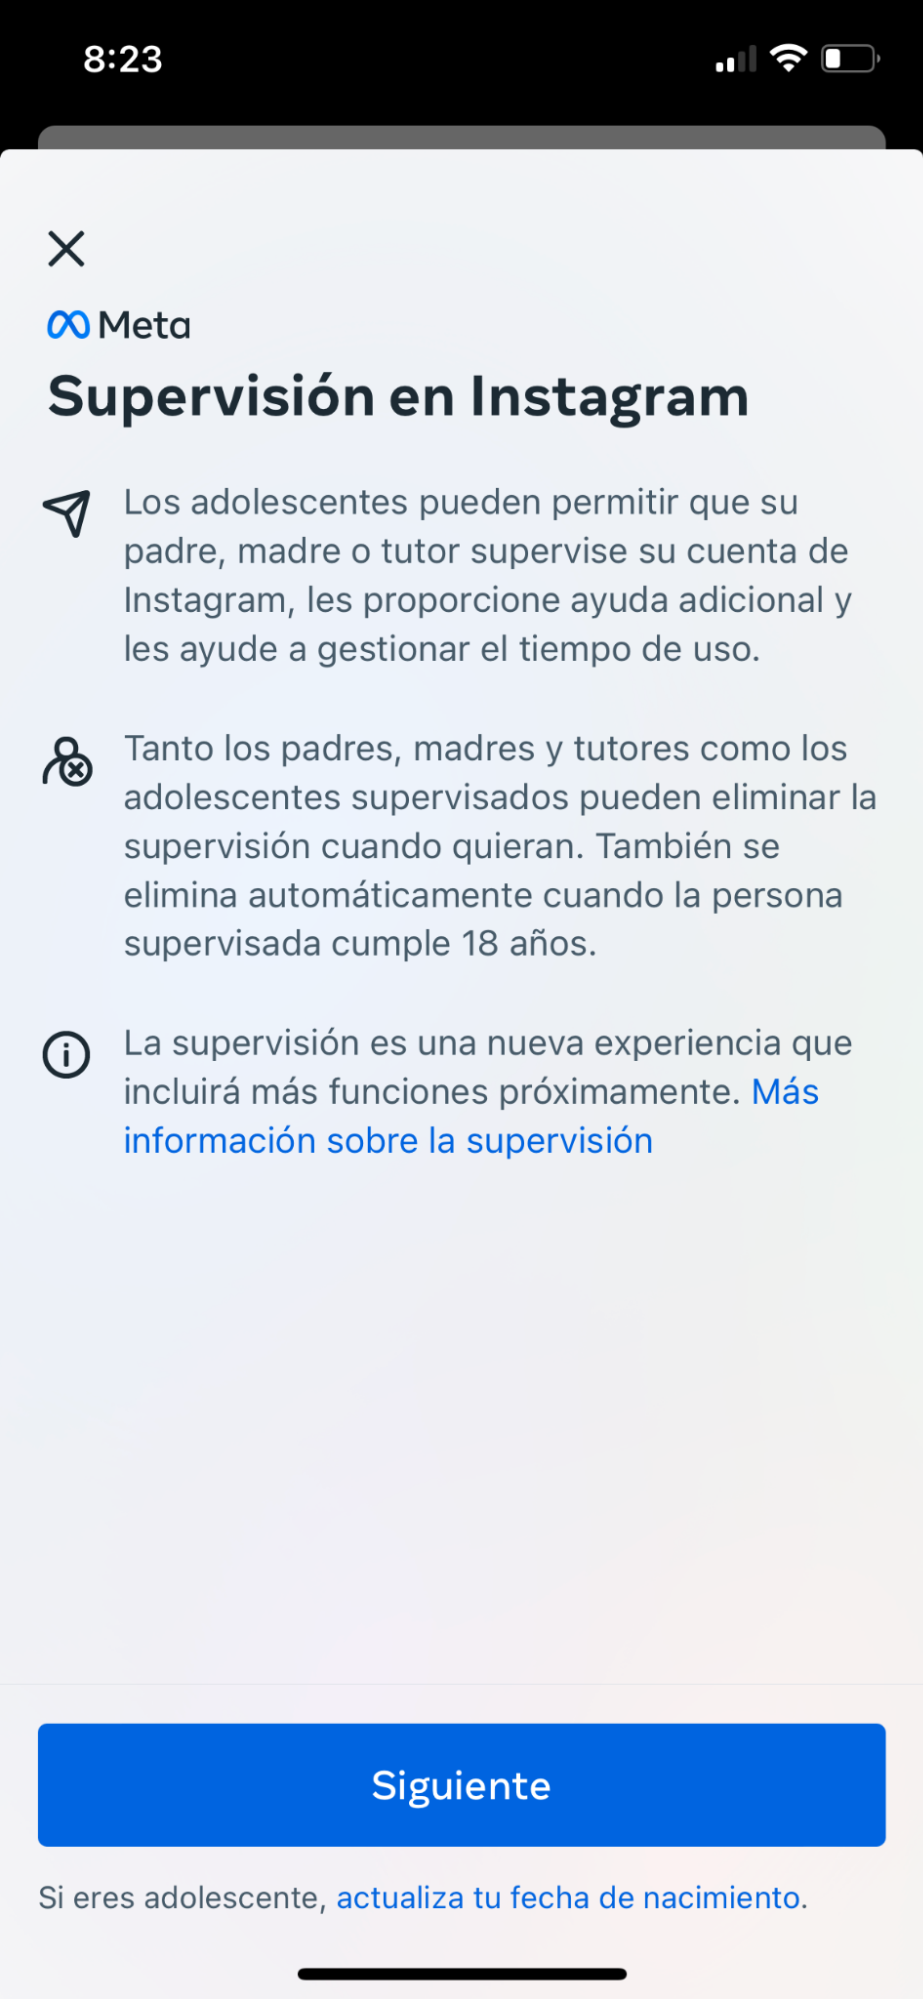 8:23
Meta
Supervisión en Instagram
Los adolescentes pueden permitir que su
padre, madre o tutor supervise su cuenta de
Instagram, les proporcione ayuda adicional y
les ayude a gestionar el tiempo de uso.
Tanto los padres, madres y tutores como los
adolescentes supervisados pueden eliminar la
supervisión cuando quieran. También se
elimina automáticamente cuando la persona
supervisada cumple 18 años.
La supervisión es una nueva experiencia que
incluirá más funciones próximamente. Más
información sobre la supervisión
Siguiente
Si eres adolescente, actualiza tu fecha de nacimiento.